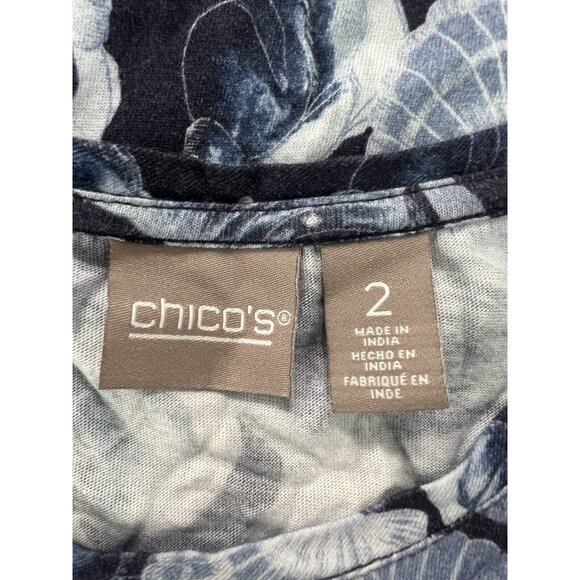 chico's®
2
MADE IN
INDIA
HECHO EN
INDIA
FABRIQUÉ EN
INDE